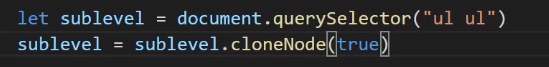 let sublevel = document.querySelector("ul ul")
sublevel = sublevel.cloneNode(true)